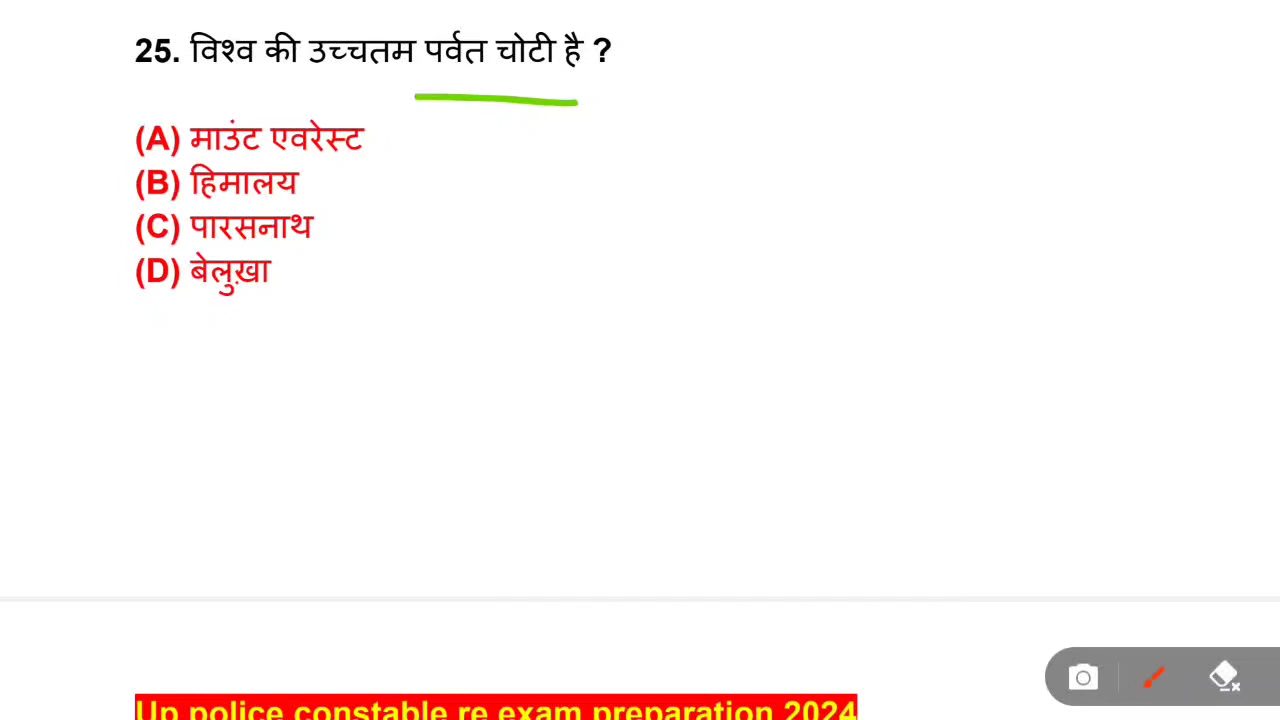 25. विश्व की उच्चतम पर्वत चोटी है ?
(A) माउंट एवरेस्ट
(B) हिमालय
(C) पारसनाथ
(D) बेलुख़ा
Up police constable re exam preparation 2024